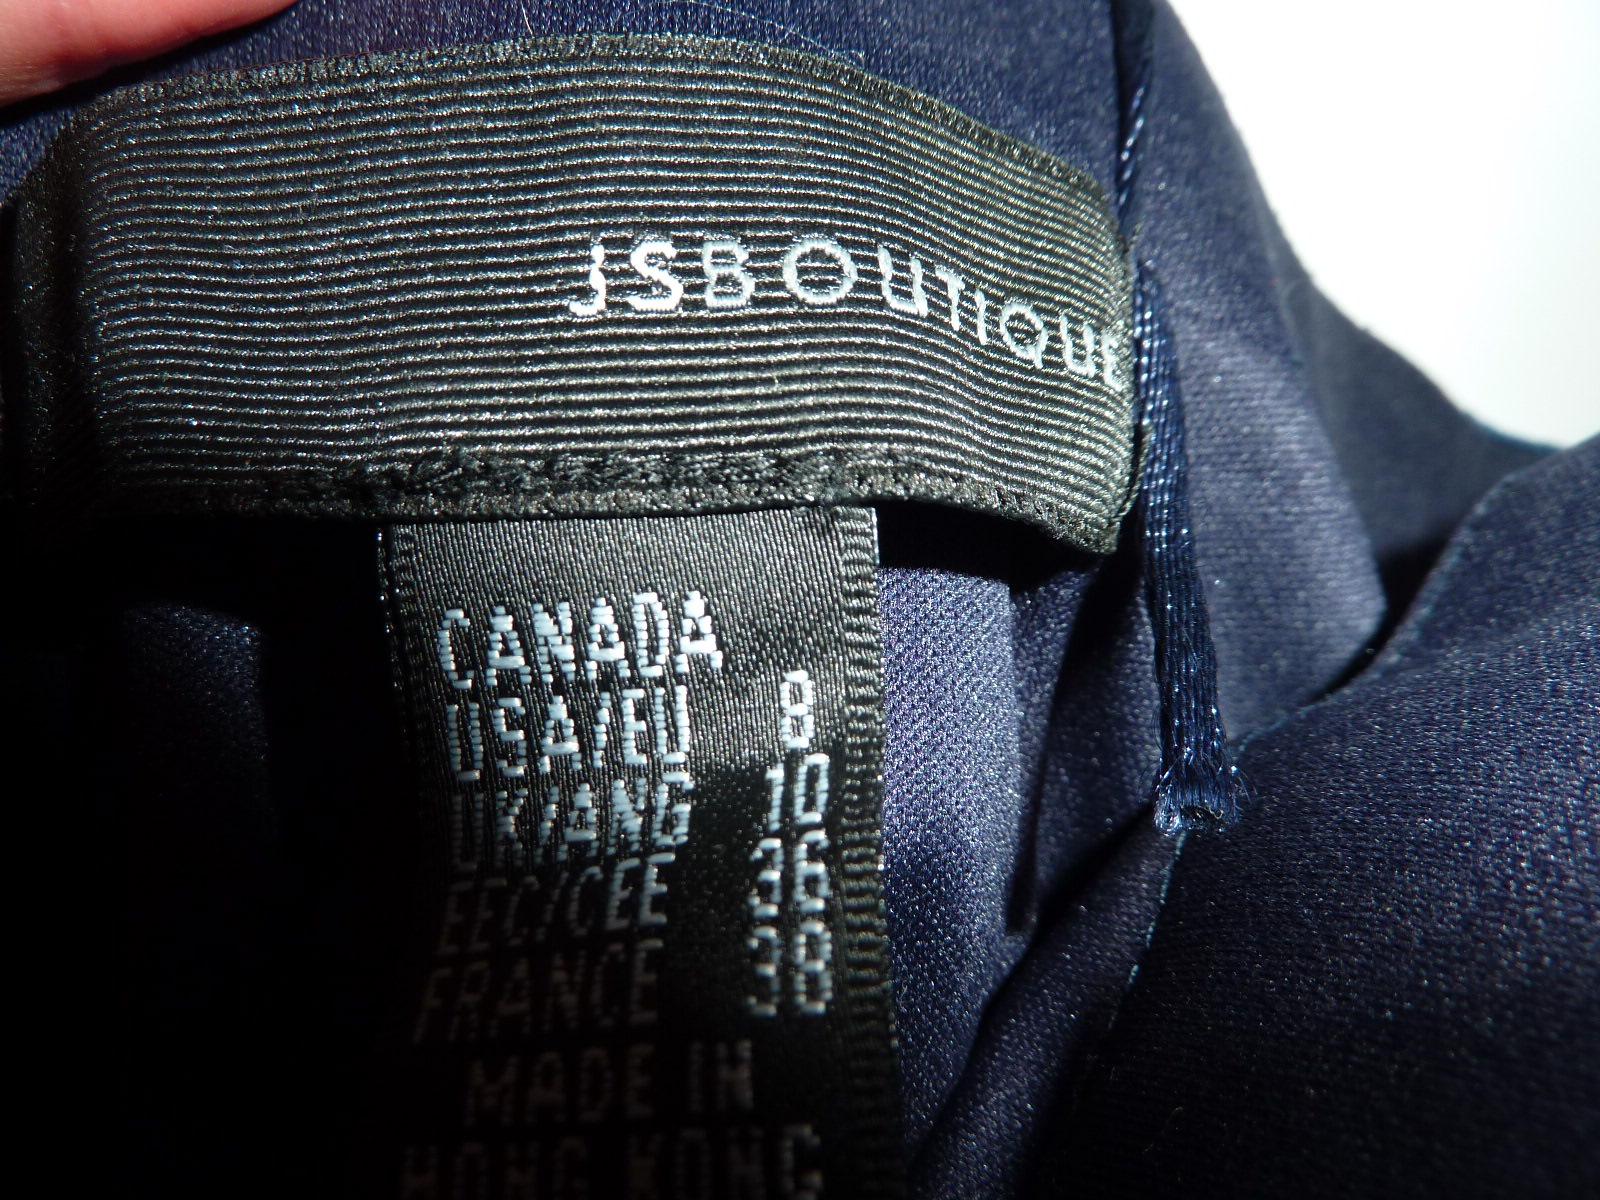 JSBOUTIQUE
CANADA
USA/EU 8
UK/ANG 10
EEC/CEE 36
FRANCE 38
MADE IN
HONG KONG